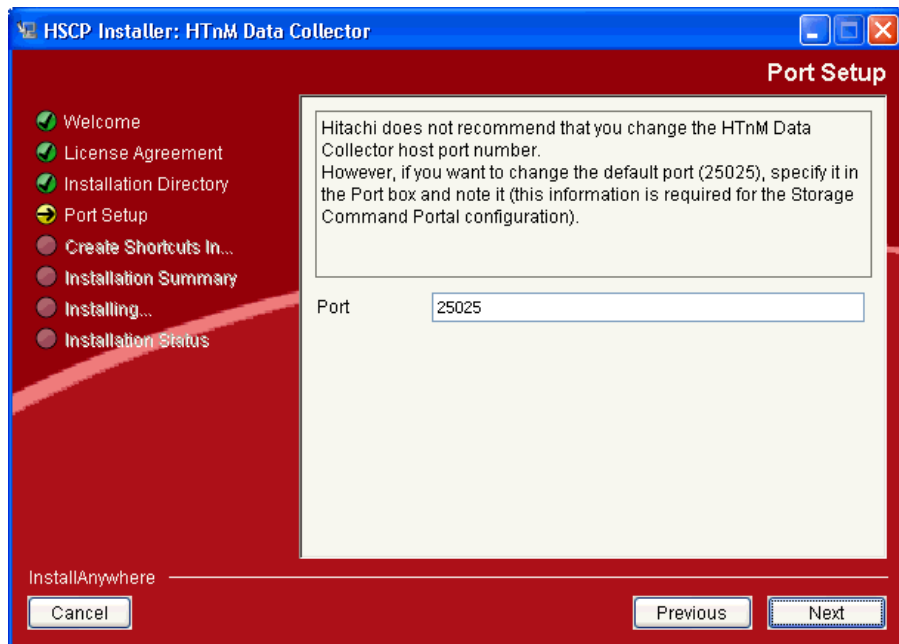 HSCP Installer: HTnM Data Collector
Port Setup
Welcome
License Agreement
Installation Directory
Port Setup
Create Shortcuts In...
Installation Summary
Installing...
Installation Status
Hitachi does not recommend that you change the HTnM Data
Collector host port number.
However, if you want to change the default port (25025), specify it in
the Port box and note it (this information is required for the Storage
Command Portal configuration).
Port
25025
InstallAnywhere
Cancel
Previous
Next